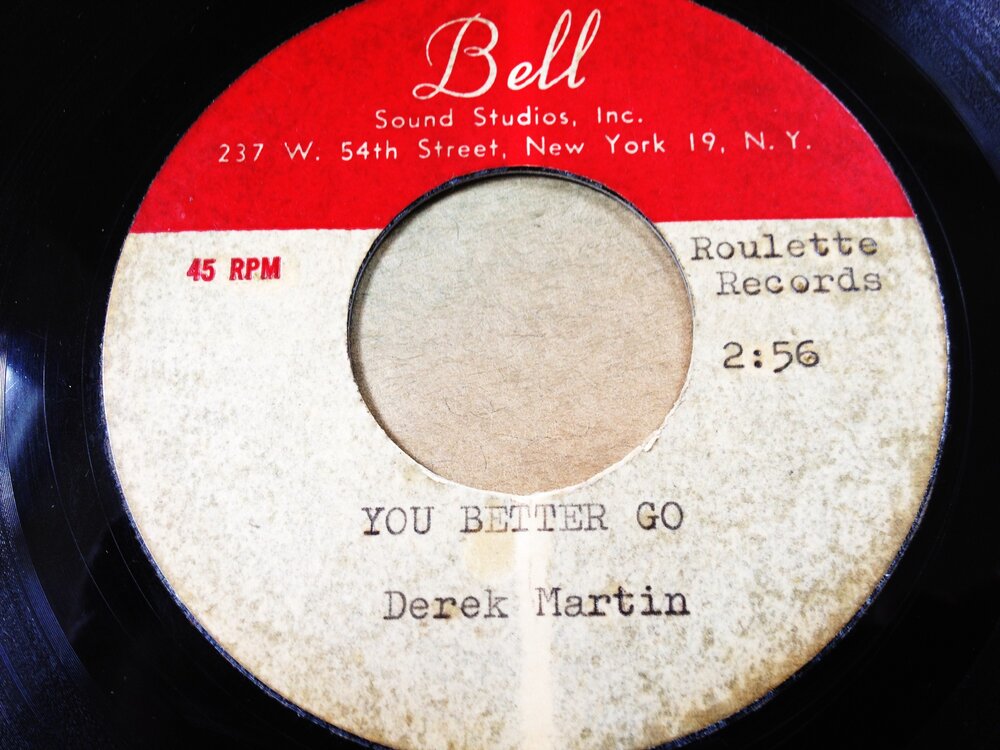 Bell
Sound Studios, Inc.
237 W. 54th Street, New York 19, N.Y.
45 RPM
Roulette
Records
2:56
YOU BETTER GO
Derek Martin